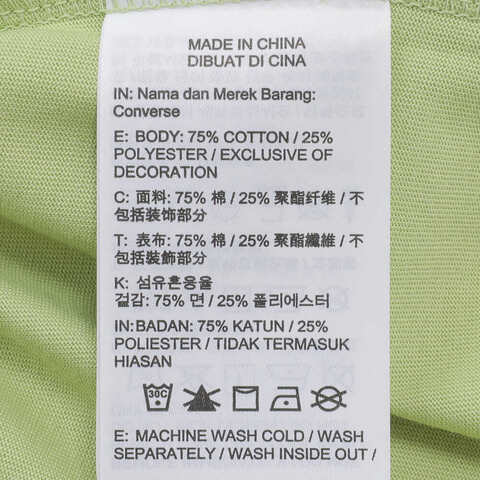 MADE IN CHINA
DIBUAT DI CINA
IN: Nama dan Merek Barang:
Converse
E: BODY: 75% COTTON / 25%
POLYESTER / EXCLUSIVE OF
DECORATION
C: 面料: 75% 棉 / 25% 聚酯纤维 / 不
包括装饰部分
T: 表布: 75% 棉 / 25% 聚酯纖維 / 不
包括裝飾部分
K: 섬유혼용율
겉감: 75% 면 / 25% 폴리에스터
IN: BADAN: 75% KATUN / 25%
POLIESTER / TIDAK TERMASUK
HIASAN
30C
E: MACHINE WASH COLD / WASH
SEPARATELY / WASH INSIDE OUT /